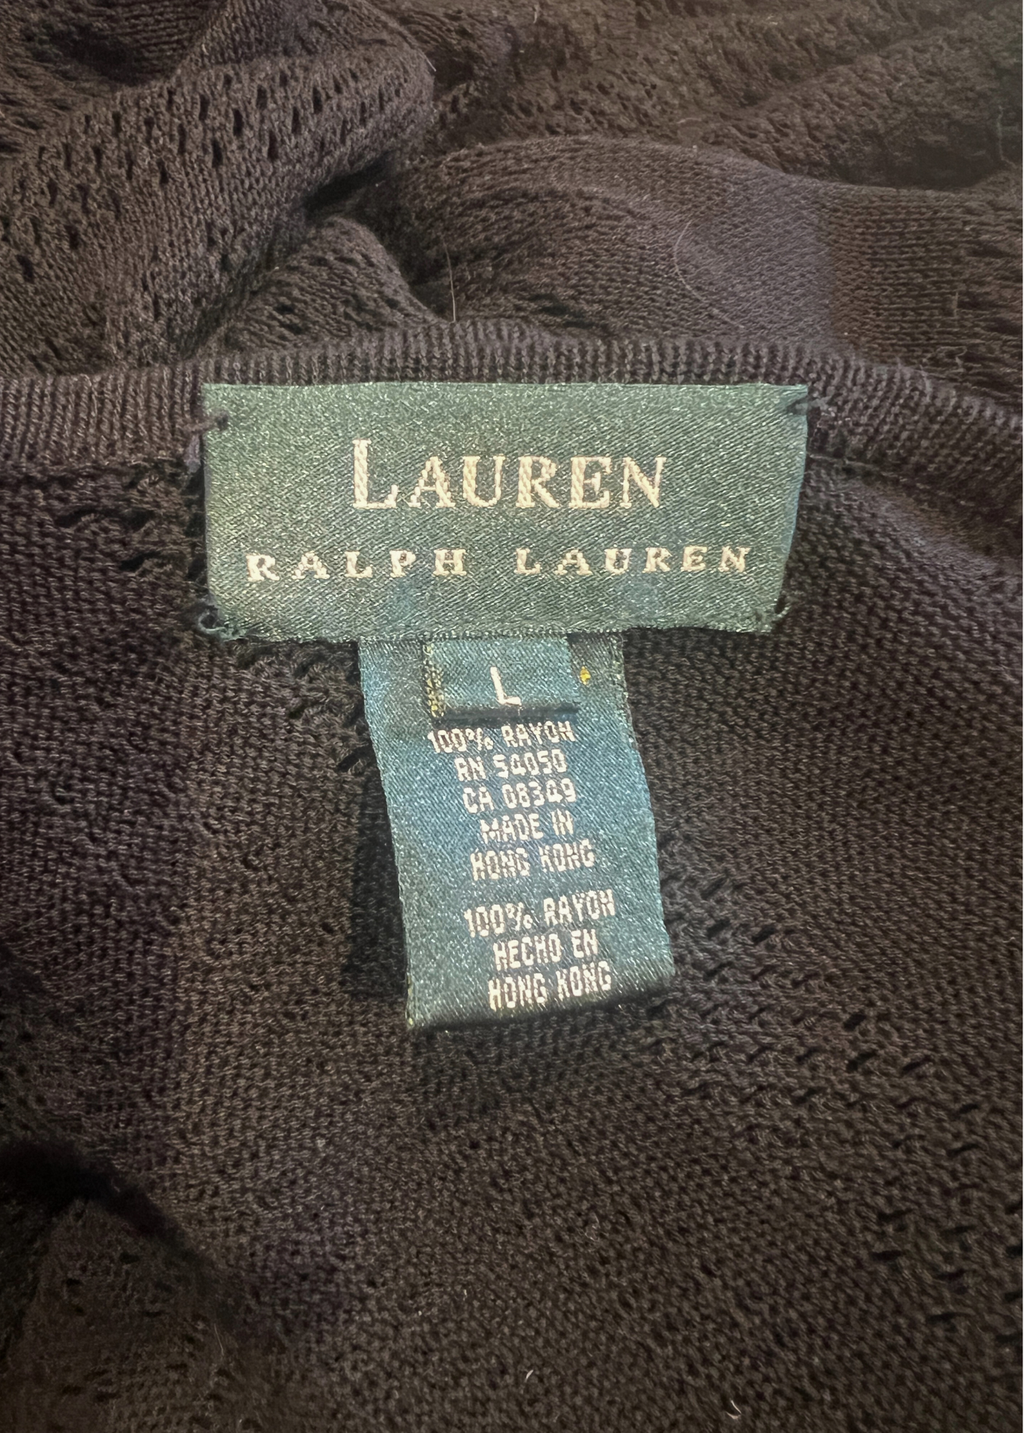 LAUREN
RALPH LAUREN
L
100% RAYON
RN 54050
CA 08349
MADE IN
HONG KONG
100% RAYON
HECHO EN
HONG KONG